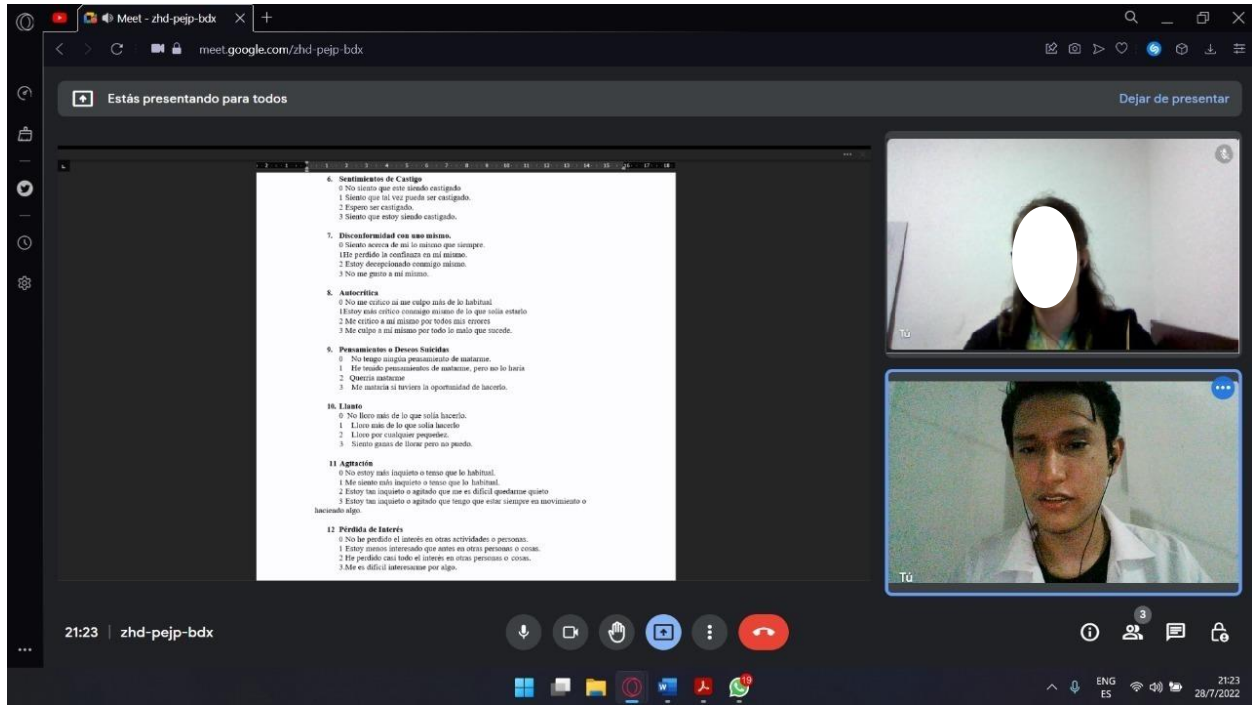 Meet - zhd-pejp-bdx
meet.google.com/zhd-pejp-bdx
Estás presentando para todos
Dejar de presentar
6. Sentimientos de Castigo
0 No siento que este siendo castigado
1 Siento que tal vez pueda ser castigado.
2 Espero ser castigado.
3 Siento que estoy siendo castigado.
7. Disconformidad con uno mismo.
0 Siento acerca de mi lo mismo que siempre.
1He perdido la confianza en mí mismo.
2 Estoy decepcionado conmigo mismo.
3 No me gusto a mí mismo.
8. Autocrítica
0 No me critico ni me culpo más de lo habitual
1Estoy más crítico conmigo mismo de lo que solía estarlo
2 Me critico a mí mismo por todos mis errores
3 Me culpo a mí mismo por todo lo malo que sucede.
9. Pensamientos o Deseos Suicidas
0 No tengo ningún pensamiento de matarme.
1 He tenido pensamientos de matarme, pero no lo haría
2 Querría matarme
3 Me mataría si tuviera la oportunidad de hacerlo.
10. Llanto
0 No lloro más de lo que solía hacerlo.
1 Lloro más de lo que solía hacerlo
2 Lloro por cualquier pequeñez.
3 Siento ganas de llorar pero no puedo.
11 Agitación
0 No estoy más inquieto o tenso que lo habitual.
1 Me siento más inquieto o tenso que lo habitual.
2 Estoy tan inquieto o agitado que me es difícil quedarme quieto
3 Estoy tan inquieto o agitado que tengo que estar siempre en movimiento o
haciendo algo.
12 Pérdida de Interés
0 No he perdido el interés en otras actividades o personas.
1 Estoy menos interesado que antes en otras personas o cosas.
2 He perdido casi todo el interés en otras personas o cosas.
3.Me es difícil interesarme por algo.
Tú
Tú
21:23 | zhd-pejp-bdx
3
19
ENG
ES
21:23
28/7/2022